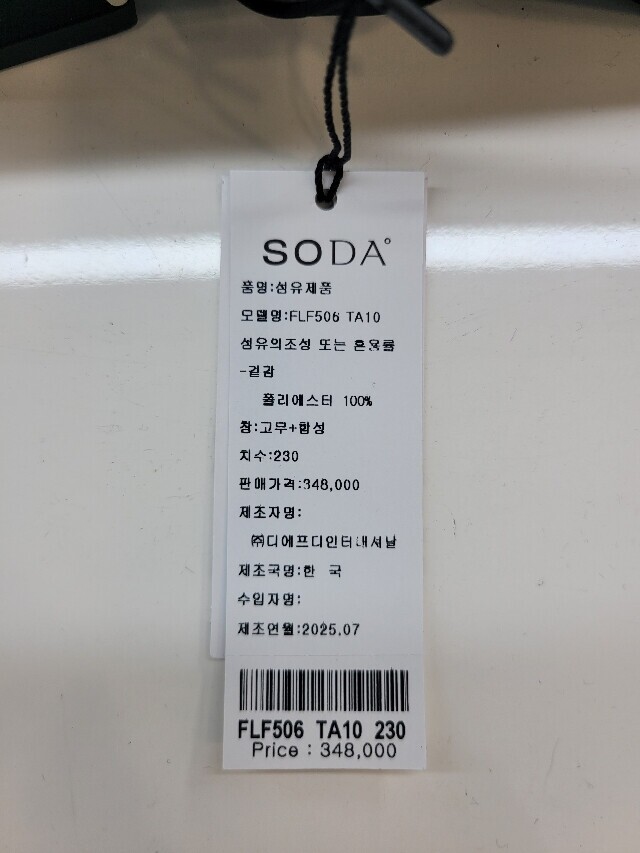 SODA
품명:섬유제품
모델명:FLF506 TA10
섬유의조성 또는 혼용률
-겉감
폴리에스터 100%
창:고무+합성
치수:230
판매가격:348,000
제조자명:
㈜디에프디인터내셔날
제조국명:한 국
수입자명:
제조연월:2025.07
FLF506 TA10 230
Price : 348,000